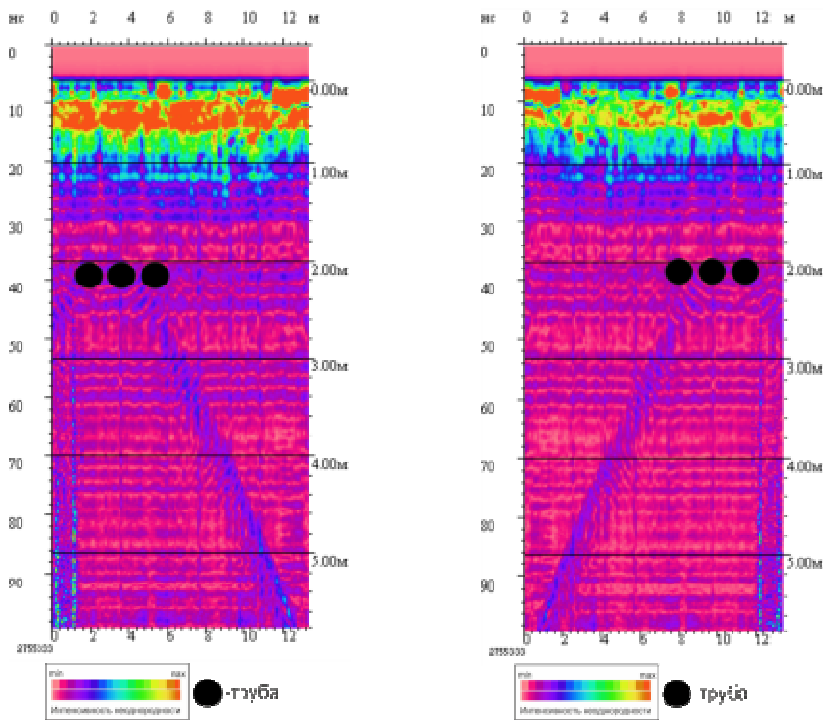 нс 0 2 4 6 8 10 12 м
0
0.00м
10
20
1.00м
30
2.00м
40
50
3.00м
60
70
4.00м
80
5.00м
90
0 2 4 6 8 10 12
min max
Интенсивность неоднородности
-труба
нс 0 2 4 6 8 10 12 м
0
0.00м
10
20
1.00м
30
2.00м
40
50
3.00м
60
70
4.00м
80
5.00м
90
0 2 4 6 8 10 12
min max
Интенсивность неоднородности
труба